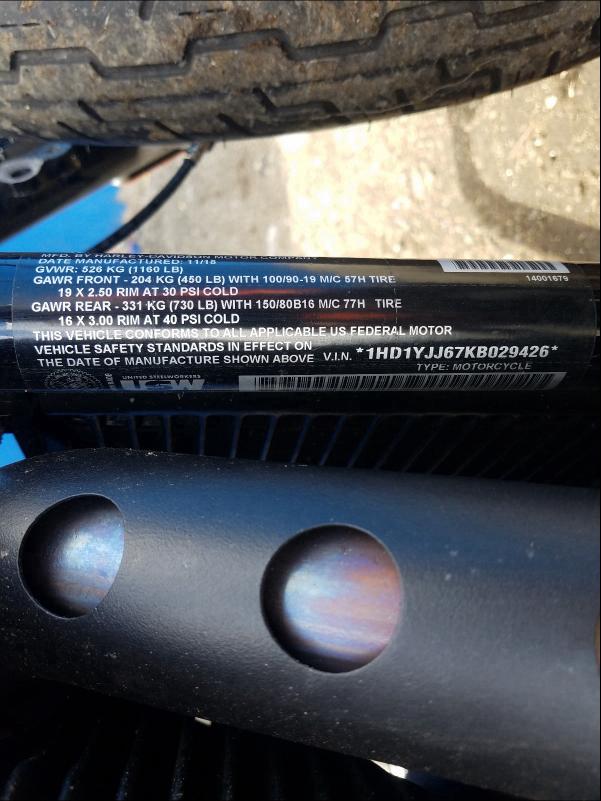 MFD. BY HARLEY-DAVIDSON MOTOR COMPANY
DATE MANUFACTURED: 11/18
GVWR: 526 KG (1160 LB)
14001679
GAWR FRONT - 204 KG (450 LB) WITH 100/90-19 M/C 57H TIRE
19 X 2.50 RIM AT 30 PSI COLD
GAWR REAR - 331 KG (730 LB) WITH 150/80B16 M/C 77H TIRE
16 X 3.00 RIM AT 40 PSI COLD
THIS VEHICLE CONFORMS TO ALL APPLICABLE US FEDERAL MOTOR
VEHICLE SAFETY STANDARDS IN EFFECT ON
THE DATE OF MANUFACTURE SHOWN ABOVE V.I.N. *1HD1YJJ67KB029426*
TYPE: MOTORCYCLE
UNITED STEELWORKERS
USW